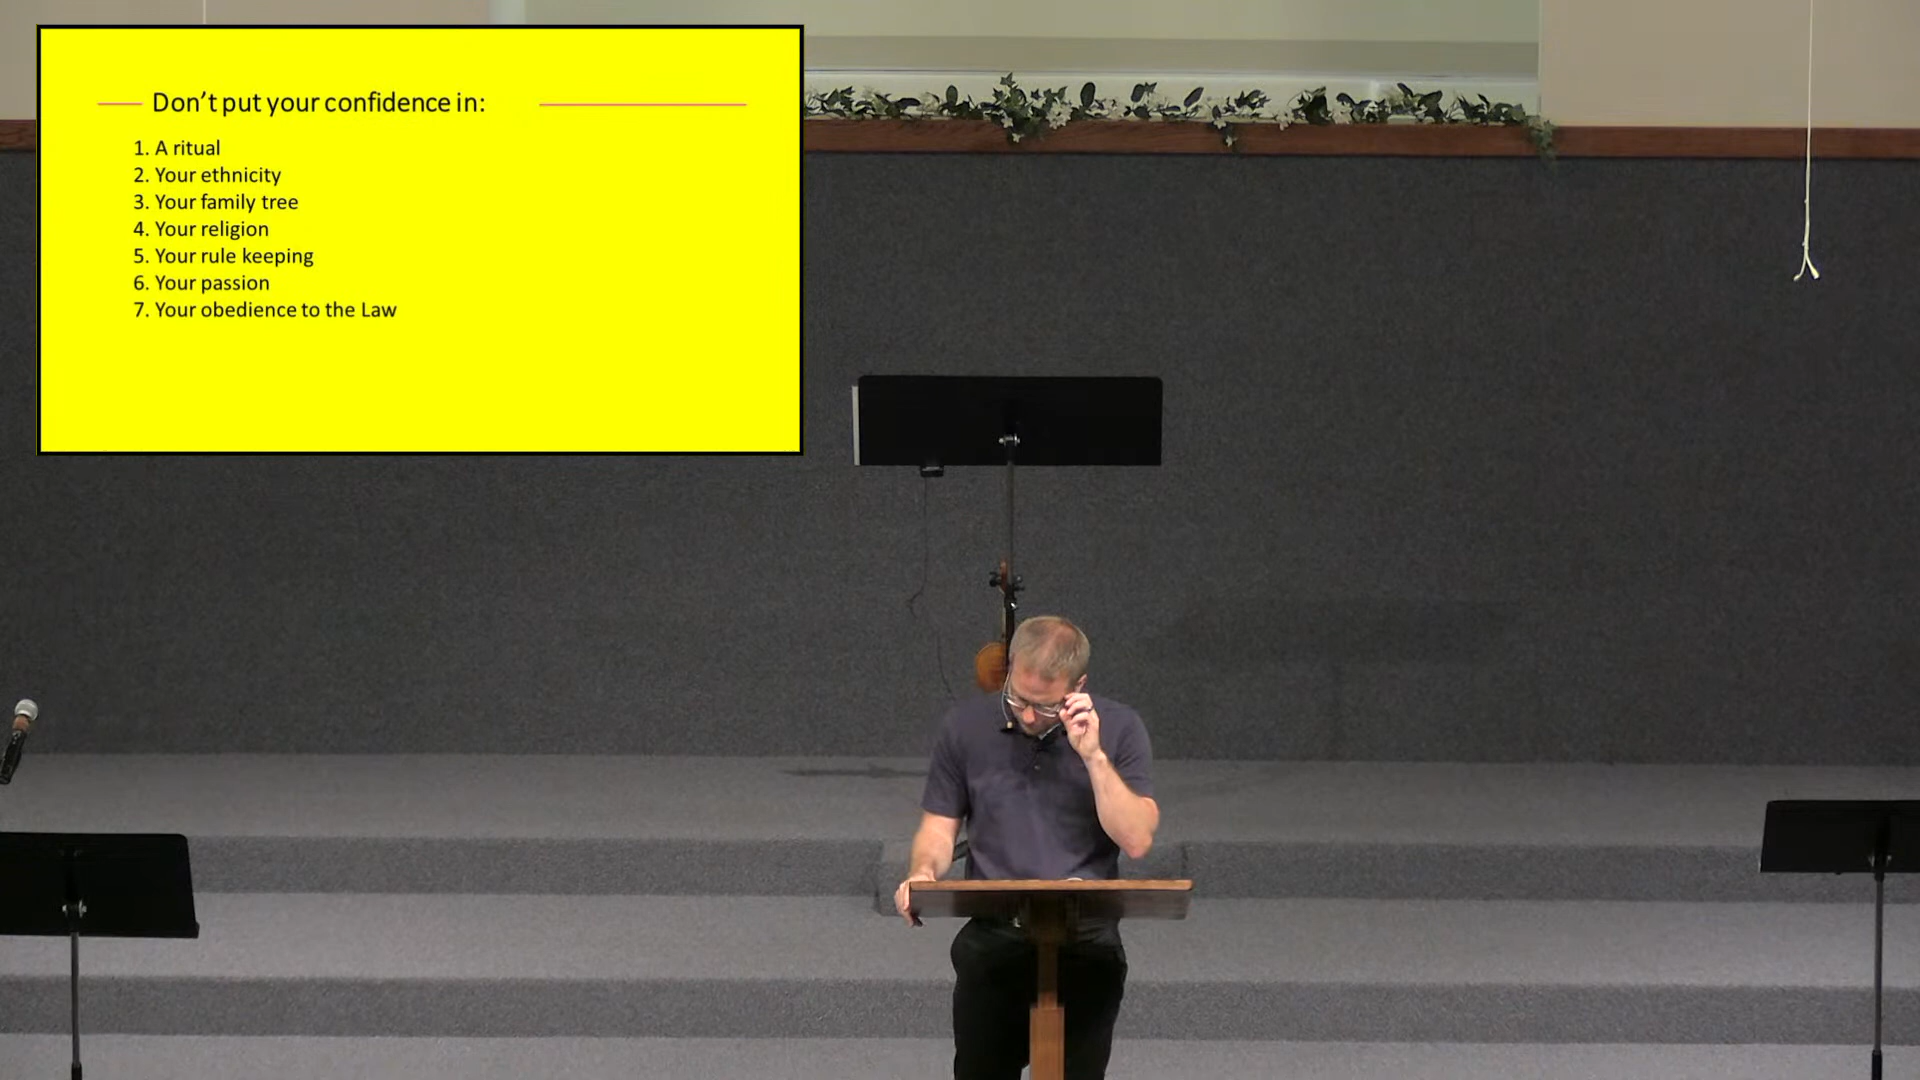 Don't put your confidence in:
1. A ritual
2. Your ethnicity
3. Your family tree
4. Your religion
5. Your rule keeping
6. Your passion
7. Your obedience to the Law